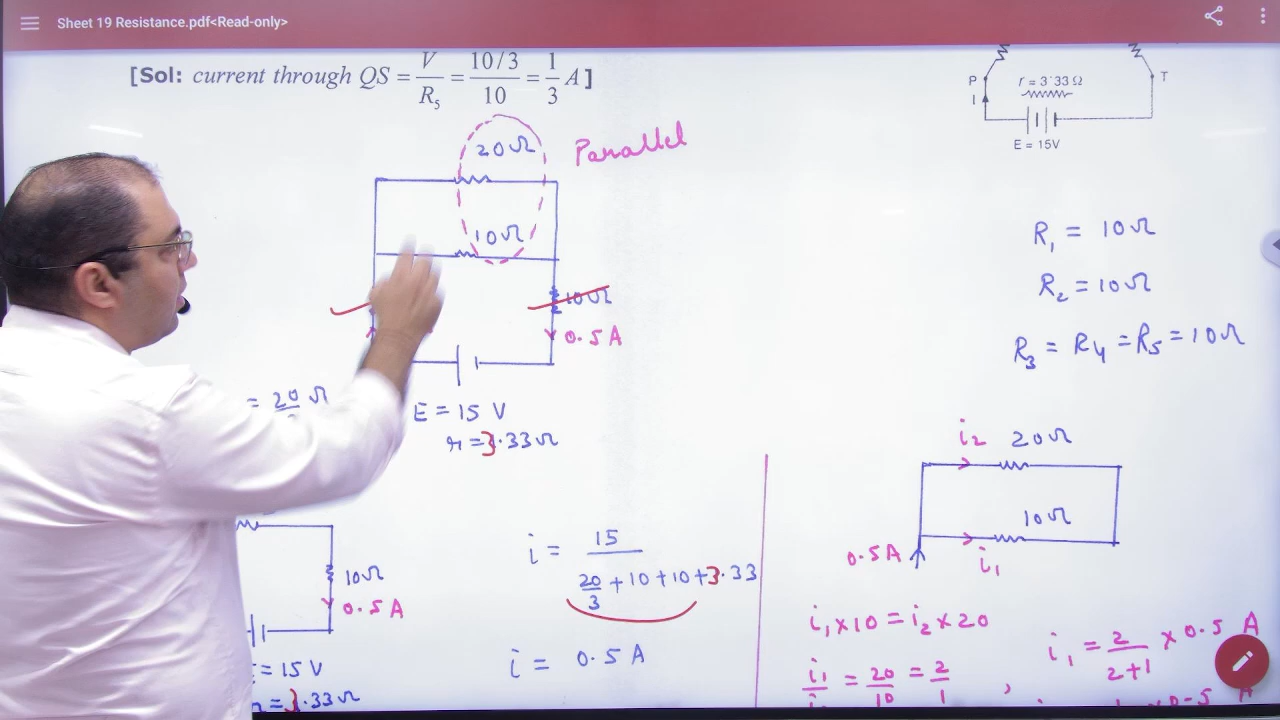 Sheet 19 Resistance.pdf<Read-only>
[Sol: current through QS = V/R5 = 10/3/10 = 1/3 A]
P
r = 3.33 Ω
T
I
E = 15V
20Ω
Parallel
10Ω
10Ω
0.5 A
= 20/ Ω
E = 15 V
r = 3.33Ω
R1 = 10Ω
R2 = 10Ω
R3 = R4 = R5 = 10Ω
i2 20Ω
10Ω
0.5A
i1
10Ω
0.5 A
= 15 V
= 3.33Ω
i = 15 / 20/3 + 10 + 10 + 3.33
i = 0.5 A
i1 × 10 = i2 × 20
i1/i = 20/10 = 2/1 , i1 = 2/2+1 × 0.5 A
× 0.5 A